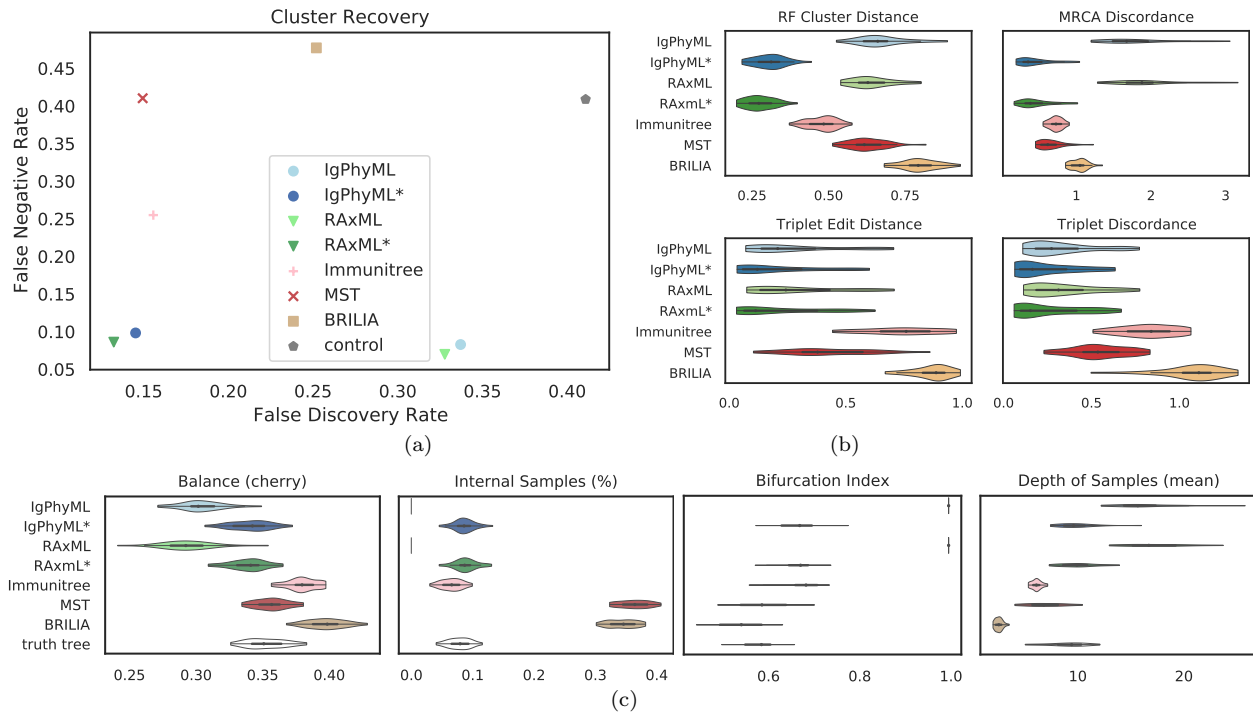 Cluster Recovery
False Negative Rate
0.45
0.40
0.35
0.30
0.25
0.20
0.15
0.10
0.05
IgPhyML
IgPhyML*
RAxML
RAxML*
Immunitree
MST
BRILIA
control
0.15 0.20 0.25 0.30 0.35 0.40
False Discovery Rate
(a)
RF Cluster Distance
IgPhyML
IgPhyML*
RAxML
RAxmL*
Immunitree
MST
BRILIA
0.25 0.50 0.75
MRCA Discordance
1 2 3
Triplet Edit Distance
IgPhyML
IgPhyML*
RAxML
RAxmL*
Immunitree
MST
BRILIA
0.0 0.5 1.0
Triplet Discordance
0.0 0.5 1.0
(b)
Balance (cherry)
IgPhyML
IgPhyML*
RAxML
RAxmL*
Immunitree
MST
BRILIA
truth tree
0.25 0.30 0.35 0.40
Internal Samples (%)
0.0 0.1 0.2 0.3 0.4
Bifurcation Index
0.6 0.8 1.0
Depth of Samples (mean)
10 20
(c)